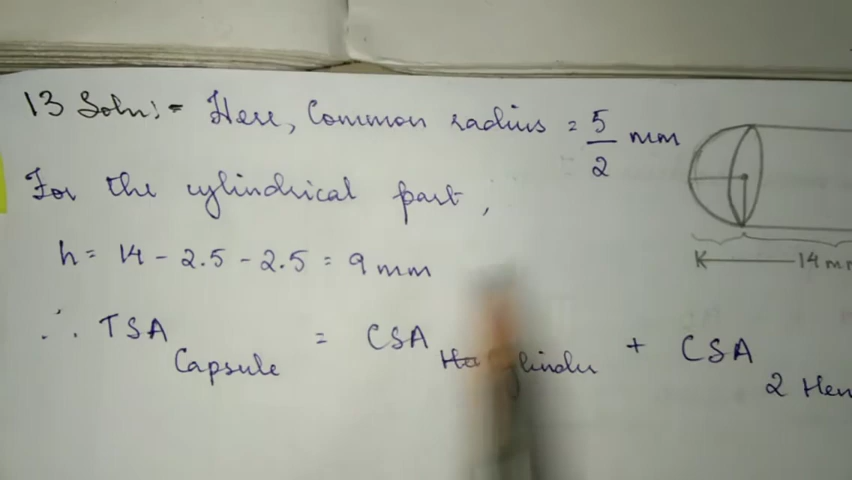 13 Soln:- Here, Common radius = 5/2 mm
For the cylindrical part,
h = 14 - 2.5 - 2.5 = 9 mm
∴ TSA Capsule = CSA Cylinder + CSA 2 Hem
K 14 mm